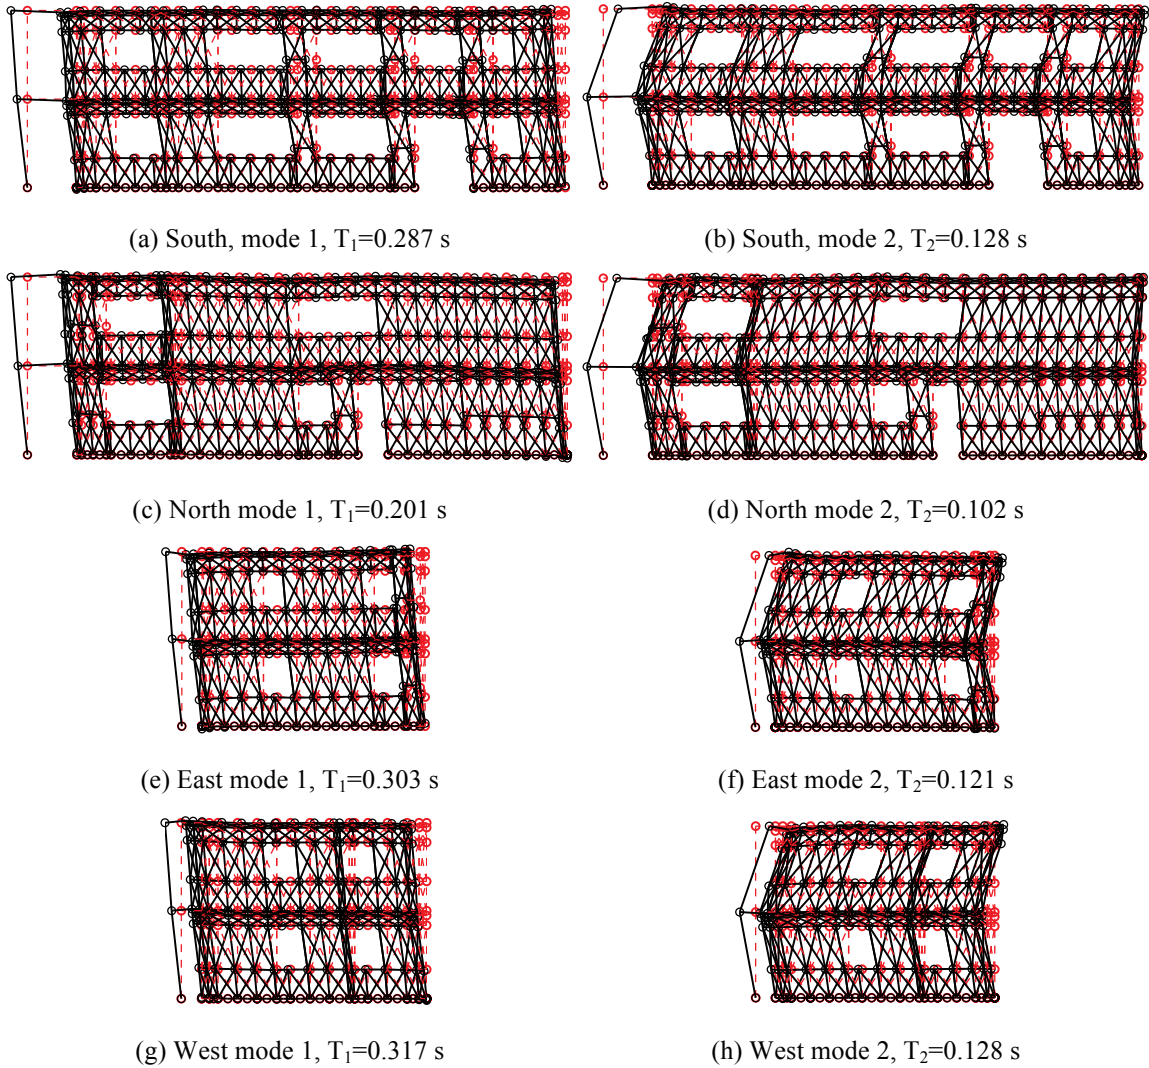 (a) South, mode 1, T₁=0.287 s
(b) South, mode 2, T₂=0.128 s
(c) North mode 1, T₁=0.201 s
(d) North mode 2, T₂=0.102 s
(e) East mode 1, T₁=0.303 s
(f) East mode 2, T₂=0.121 s
(g) West mode 1, T₁=0.317 s
(h) West mode 2, T₂=0.128 s